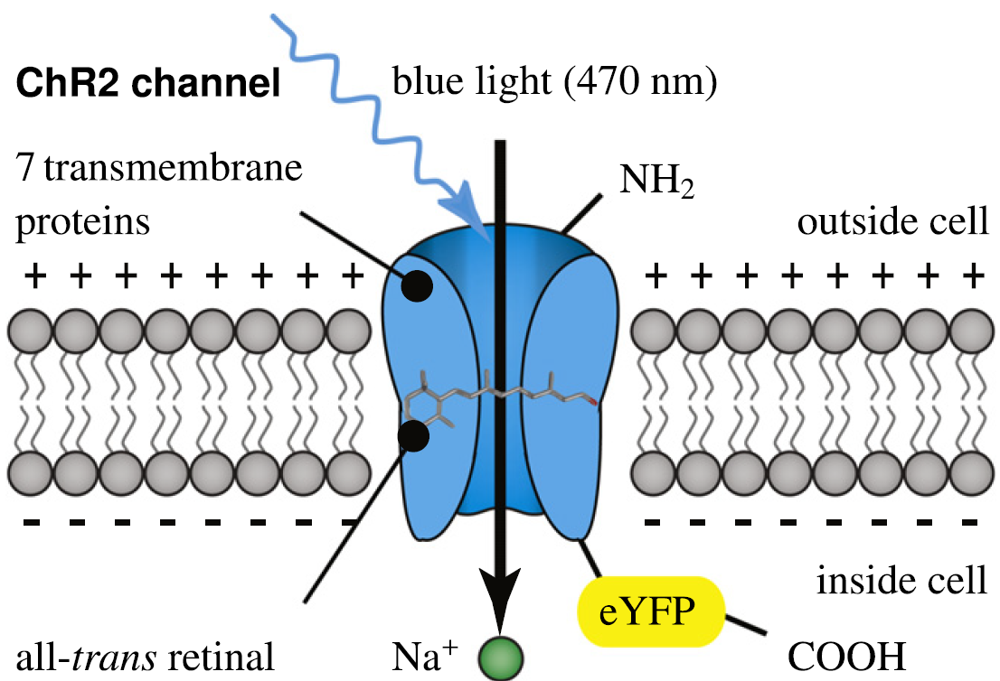 ChR2 channel
blue light (470 nm)
7 transmembrane
proteins
NH₂
outside cell
+ + + + + + + +
+ + + + + + + +
- - - - - - - -
- - - - - - - -
inside cell
eYFP
all-trans retinal
Na⁺
COOH